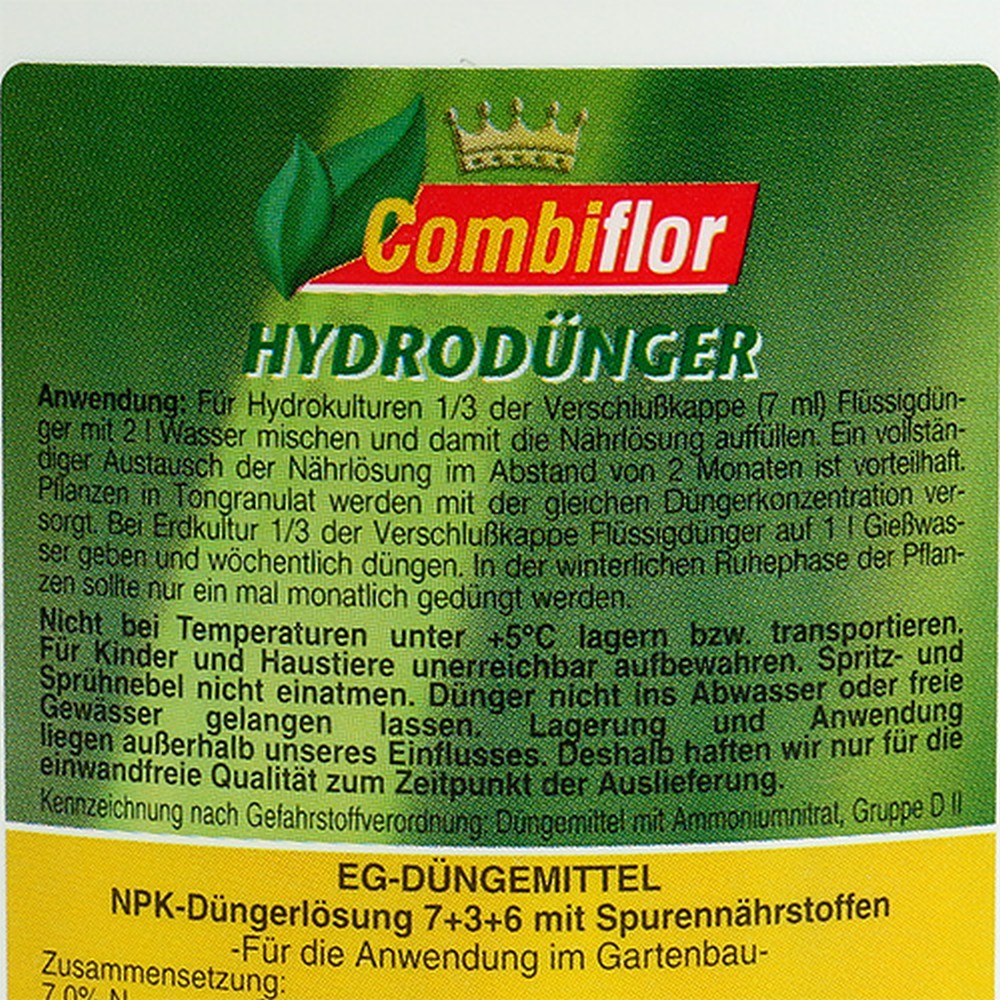 Combiflor
HYDRODÜNGER
Anwendung: Für Hydrokulturen 1/3 der Verschlußkappe (7 ml) Flüssigdün-
ger mit 2 l Wasser mischen und damit die Nährlösung auffüllen. Ein vollstän-
diger Austausch der Nährlösung im Abstand von 2 Monaten ist vorteilhaft.
Pflanzen in Tongranulat werden mit der gleichen Düngerkonzentration ver-
sorgt. Bei Erdkultur 1/3 der Verschlußkappe Flüssigdünger auf 1 l Gießwas-
ser geben und wöchentlich düngen. In der winterlichen Ruhephase der Pflan-
zen sollte nur ein mal monatlich gedüngt werden.
Nicht bei Temperaturen unter +5°C lagern bzw. transportieren.
Für Kinder und Haustiere unerreichbar aufbewahren. Spritz- und
Sprühnebel nicht einatmen. Dünger nicht ins Abwasser oder freie
Gewässer gelangen lassen. Lagerung und Anwendung
liegen außerhalb unseres Einflusses. Deshalb haften wir nur für die
einwandfreie Qualität zum Zeitpunkt der Auslieferung.
Kennzeichnung nach Gefahrstoffverordnung: Düngemittel mit Ammoniumnitrat, Gruppe D II
EG-DÜNGEMITTEL
NPK-Düngerlösung 7+3+6 mit Spurennährstoffen
-Für die Anwendung im Gartenbau-
Zusammensetzung:
7,0% N